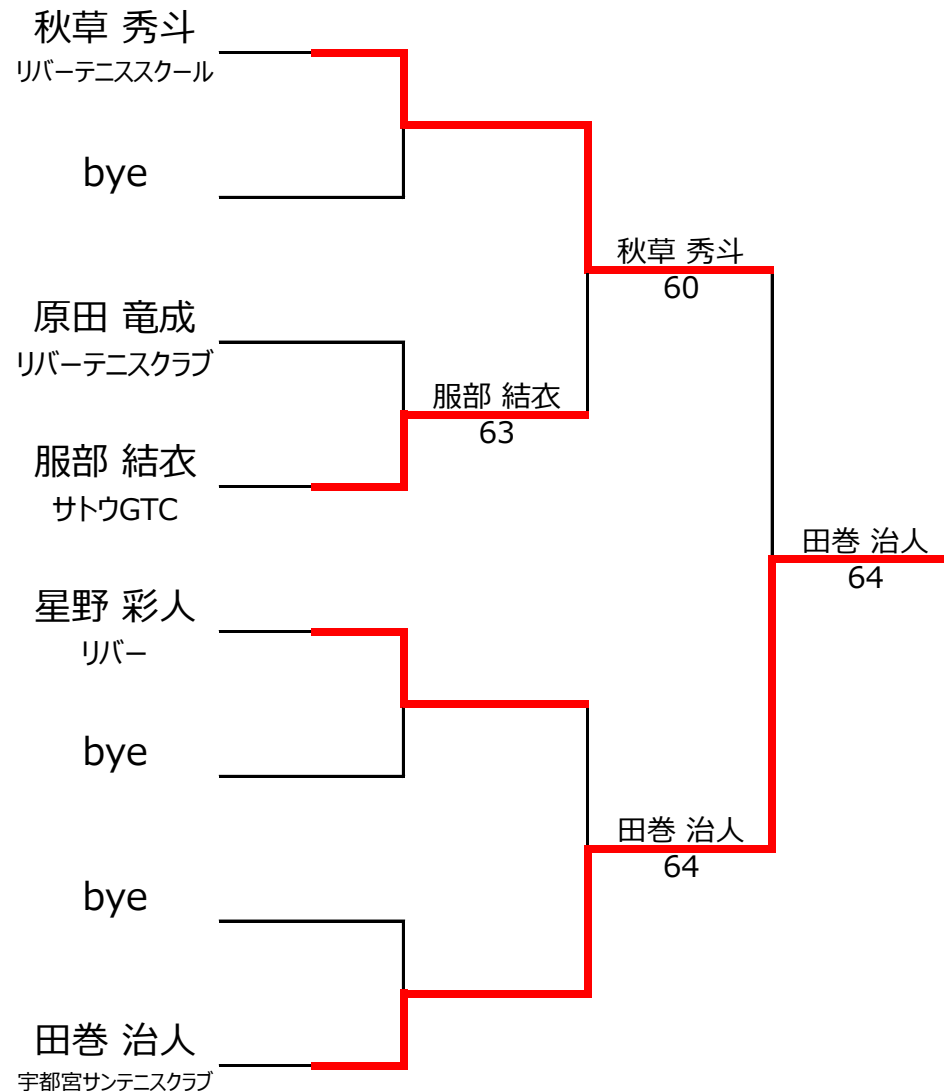 秋草 秀斗
リバーテニススクール
bye
原田 竜成
リバーテニスクラブ
服部 結衣
サトウGTC
星野 彩人
リバー
bye
bye
田巻 治人
宇都宮サンテニスクラブ
服部 結衣
63
秋草 秀斗
60
田巻 治人
64
田巻 治人
64